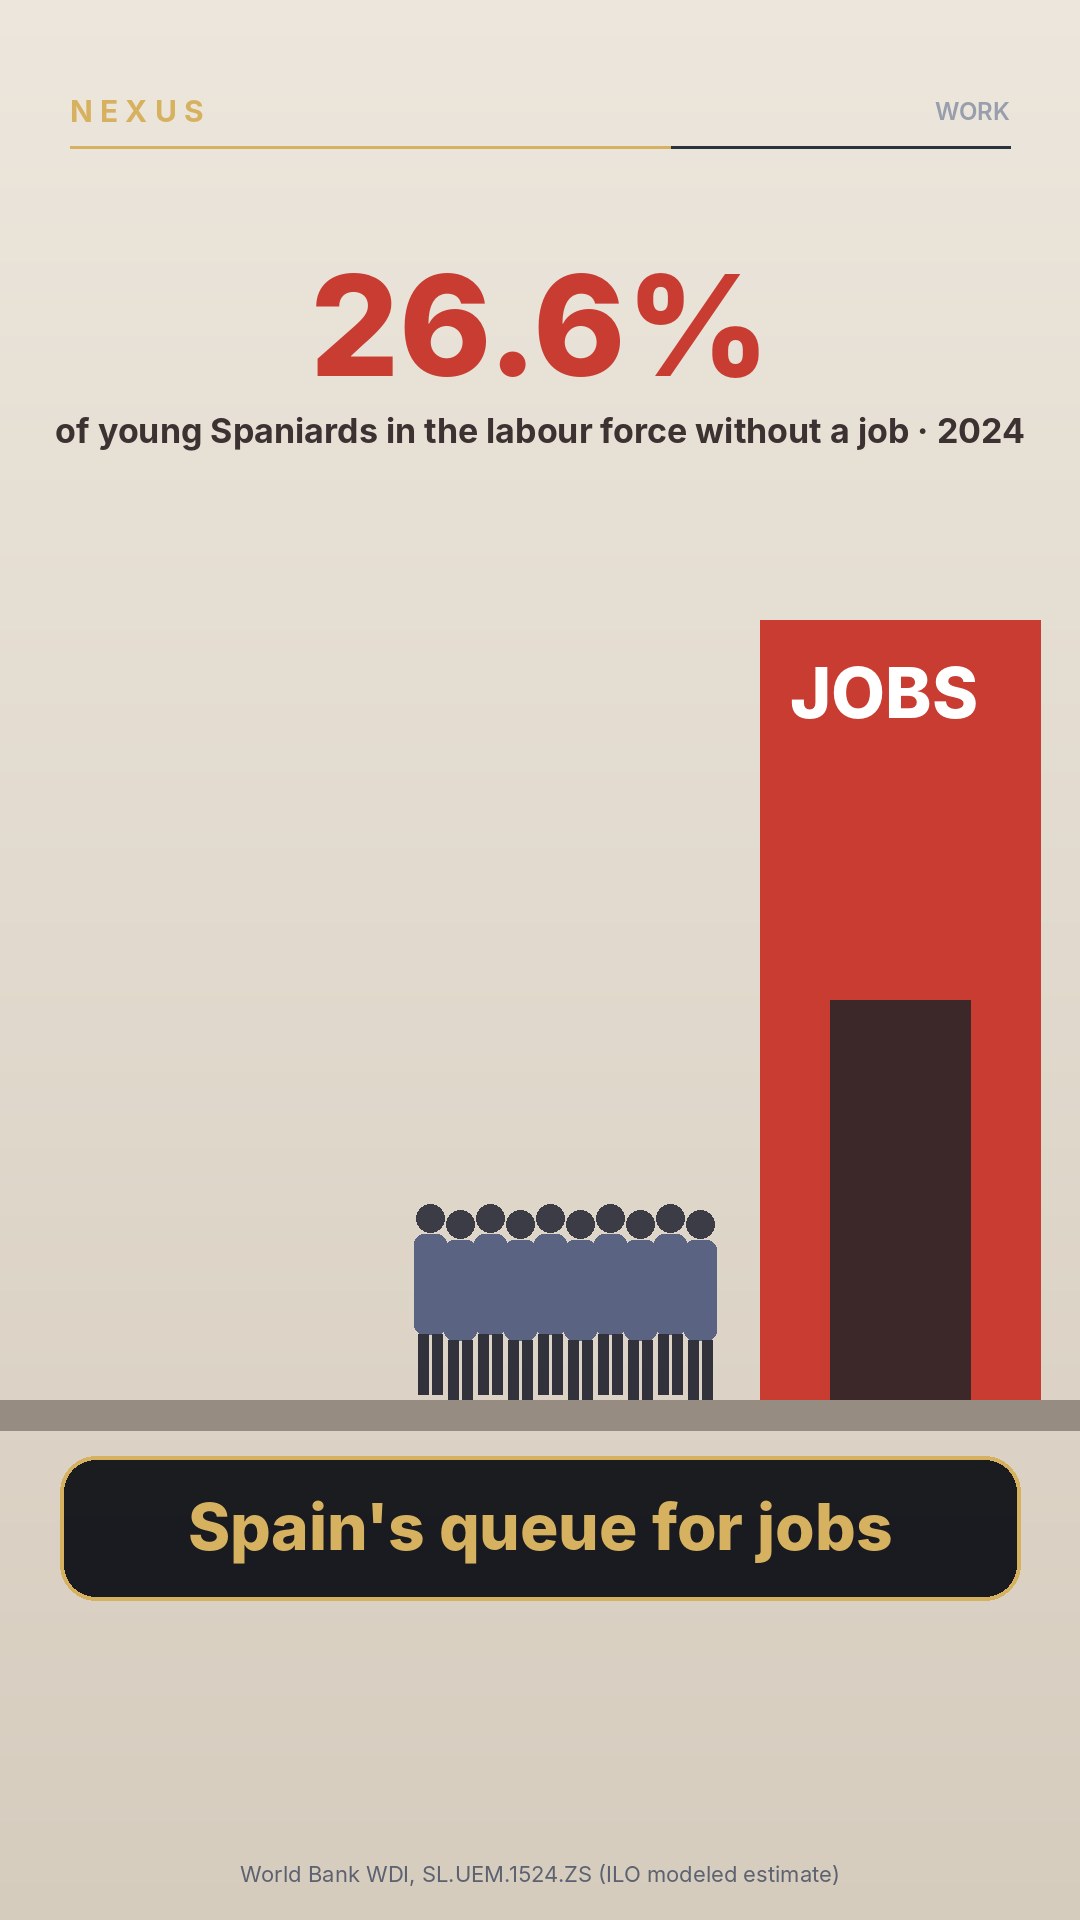 NEXUS
WORK
26.6%
of young Spaniards in the labour force without a job · 2024
JOBS
Spain's queue for jobs
World Bank WDI, SL.UEM.1524.ZS (ILO modeled estimate)